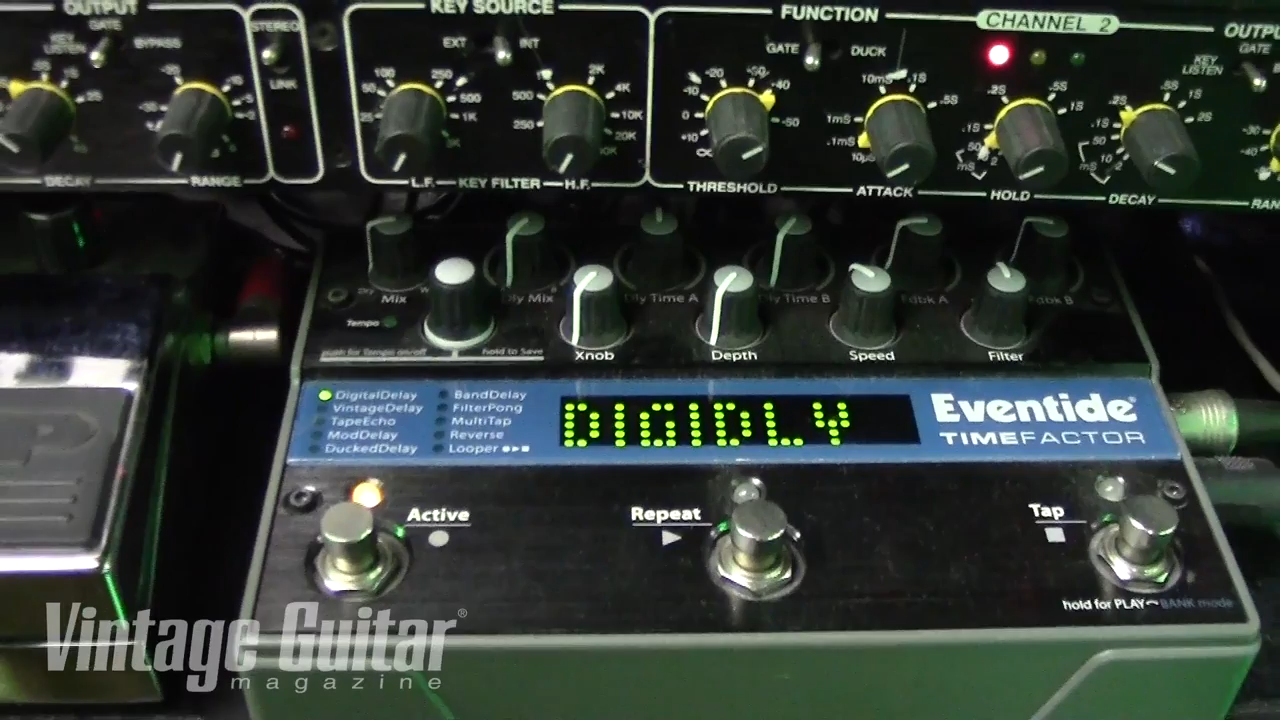 OUTPUT
KEY SOURCE
FUNCTION
CHANNEL 2
KEY LISTEN
GATE
BYPASS
STEREO
LINK
EXT
INT
GATE
DUCK
KEY LISTEN
GATE
100
250
50
500
25
1K
2K
500
4K
250
10K
20K
-20
-10
40
0
-50
∞
10mS
.1S
1mS
.5S
.1mS
.2S
.5S
.1S
1S
50
mS
.5S
1S
2S
10
DECAY
RANGE
L.F.
KEY FILTER
H.F.
THRESHOLD
ATTACK
HOLD
DECAY
Mix
Dly Mix
Dly Time A
Dly Time B
Fdbk A
Fdbk B
Tempo
push for Tempo on/off
hold to Save
Xnob
Depth
Speed
Filter
DigitalDelay
BandDelay
VintageDelay
FilterPong
TapeEcho
MultiTap
ModDelay
Reverse
DuckedDelay
Looper
DIGIDLY
Eventide®
TIMEFACTOR
Active
Repeat
Tap
hold for PLAY BANK mode
Vintage Guitar®
magazine